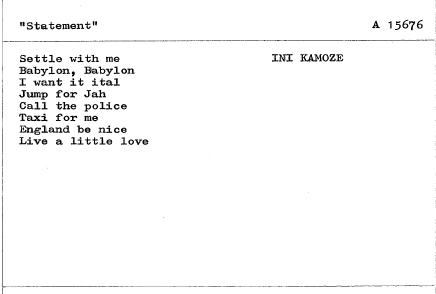 "Statement" A 15676
Settle with me INI KAMOZE
Babylon, Babylon
I want it ital
Jump for Jah
Call the police
Taxi for me
England be nice
Live a little love